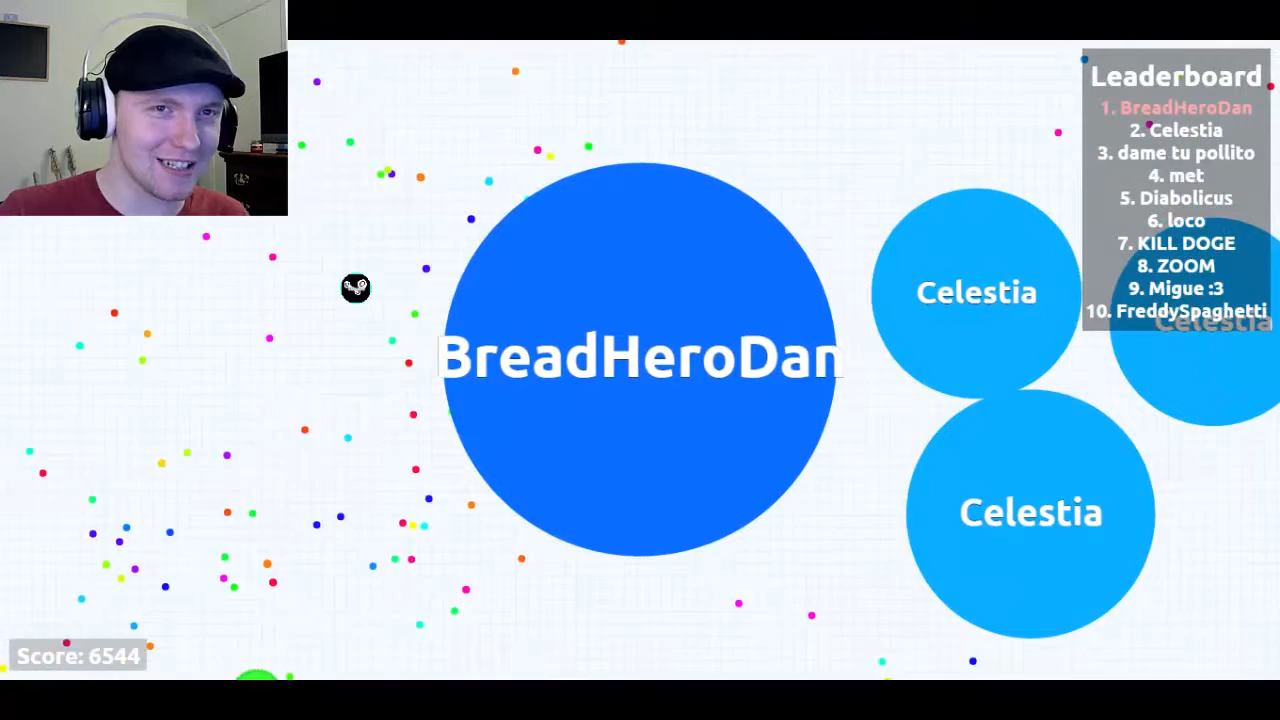 Leaderboard
1. BreadHeroDan
2. Celestia
3. dame tu pollito
4. met
5. Diabolicus
6. loco
7. KILL DOGE
8. ZOOM
9. Migue :3
10. FreddySpaghetti
Celestia
Celestia
BreadHeroDan
Celestia
Score: 6544